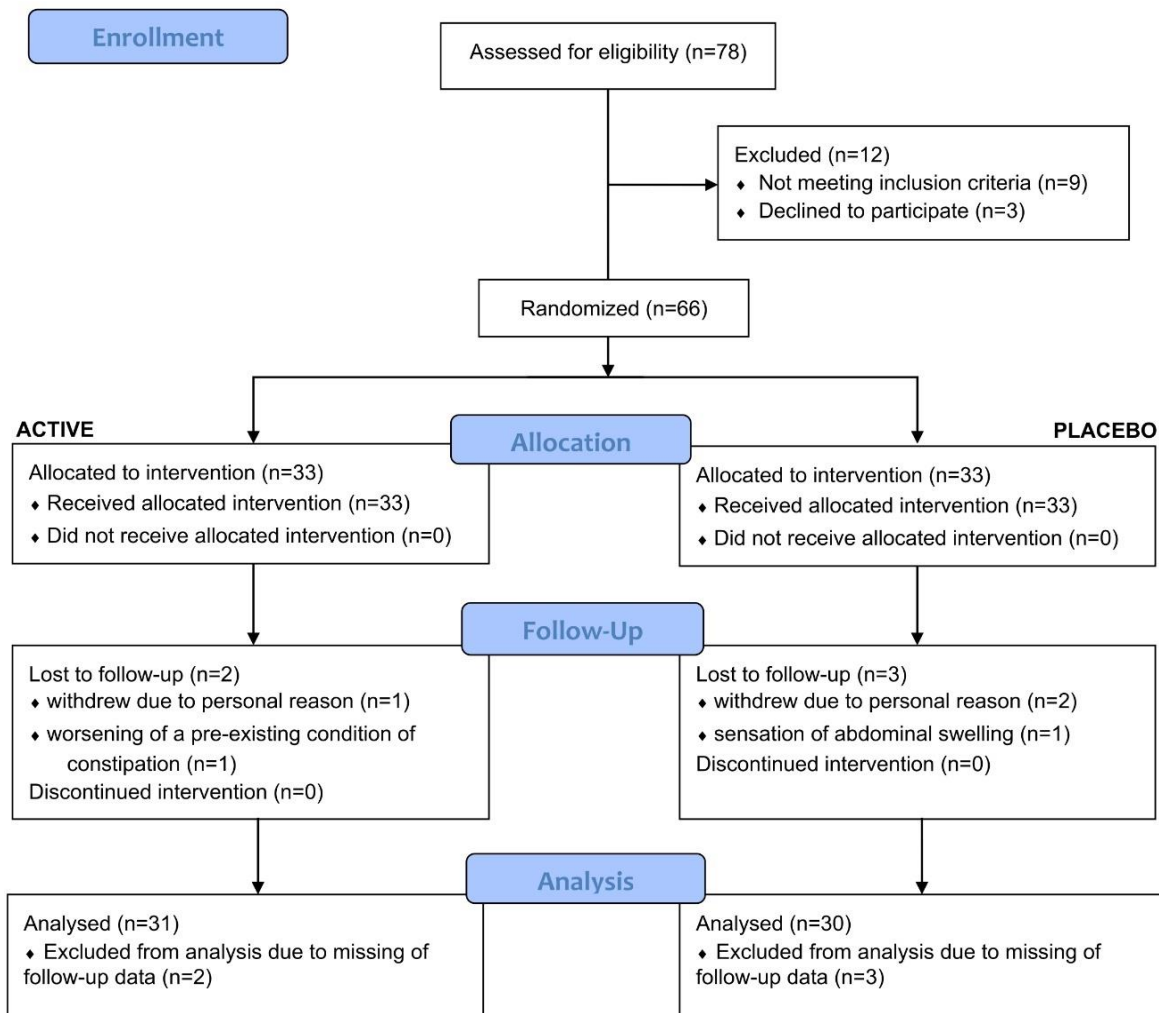 Enrollment
Assessed for eligibility (n=78)
Excluded (n=12)
♦ Not meeting inclusion criteria (n=9)
♦ Declined to participate (n=3)
Randomized (n=66)
ACTIVE
Allocation
PLACEBO
Allocated to intervention (n=33)
♦ Received allocated intervention (n=33)
♦ Did not receive allocated intervention (n=0)
Allocated to intervention (n=33)
♦ Received allocated intervention (n=33)
♦ Did not receive allocated intervention (n=0)
Follow-Up
Lost to follow-up (n=2)
♦ withdrew due to personal reason (n=1)
♦ worsening of a pre-existing condition of
constipation (n=1)
Discontinued intervention (n=0)
Lost to follow-up (n=3)
♦ withdrew due to personal reason (n=2)
♦ sensation of abdominal swelling (n=1)
Discontinued intervention (n=0)
Analysis
Analysed (n=31)
♦ Excluded from analysis due to missing of
follow-up data (n=2)
Analysed (n=30)
♦ Excluded from analysis due to missing of
follow-up data (n=3)